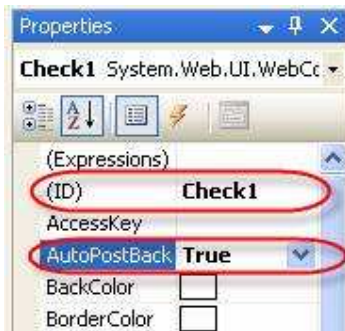 Properties
Check1 System.Web.UI.WebCc
(Expressions)
(ID) Check1
AccessKey
AutoPostBack True
BackColor
BorderColor